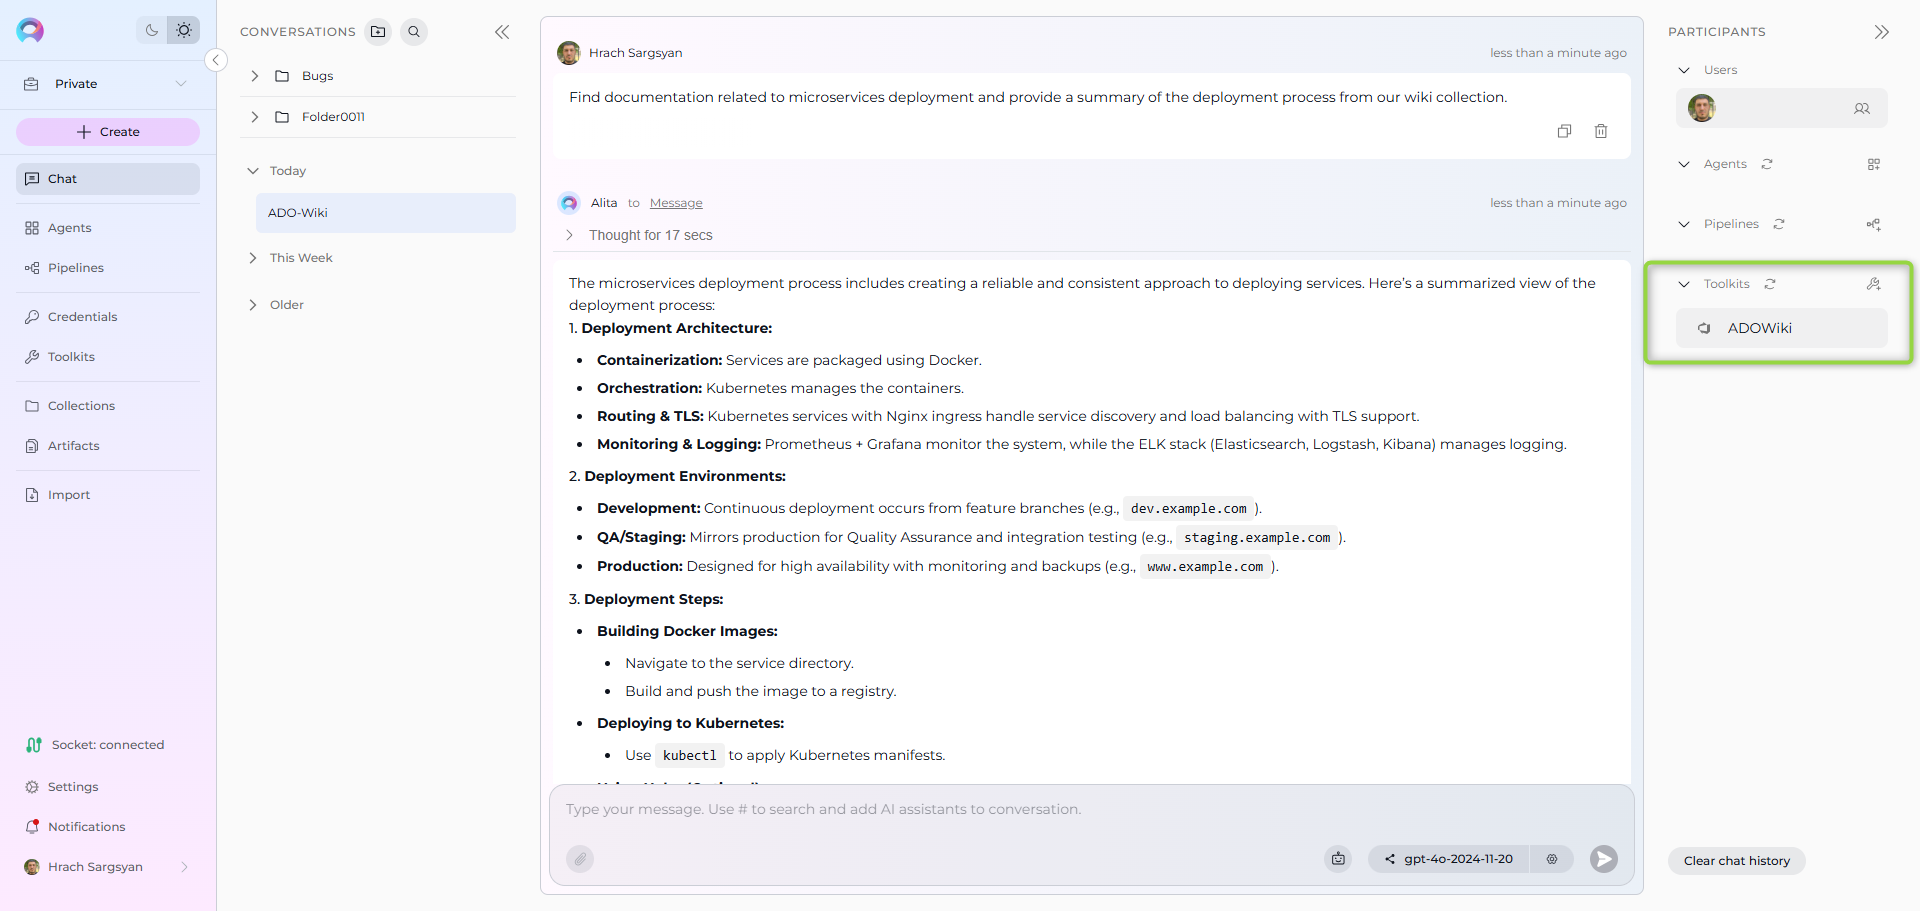 Private
Create
Chat
Agents
Pipelines
Credentials
Toolkits
Collections
Artifacts
Import
Socket: connected
Settings
Notifications
Hrach Sargsyan
CONVERSATIONS
Bugs
Folder0011
Today
ADO-Wiki
This Week
Older
Hrach Sargsyan
less than a minute ago
Find documentation related to microservices deployment and provide a summary of the deployment process from our wiki collection.
Alita to Message
less than a minute ago
Thought for 17 secs
The microservices deployment process includes creating a reliable and consistent approach to deploying services. Here's a summarized view of the
deployment process:
1. Deployment Architecture:
• Containerization: Services are packaged using Docker.
• Orchestration: Kubernetes manages the containers.
• Routing & TLS: Kubernetes services with Nginx ingress handle service discovery and load balancing with TLS support.
• Monitoring & Logging: Prometheus + Grafana monitor the system, while the ELK stack (Elasticsearch, Logstash, Kibana) manages logging.
2. Deployment Environments:
• Development: Continuous deployment occurs from feature branches (e.g., dev.example.com ).
• QA/Staging: Mirrors production for Quality Assurance and integration testing (e.g., staging.example.com ).
• Production: Designed for high availability with monitoring and backups (e.g., www.example.com ).
3. Deployment Steps:
• Building Docker Images:
• Navigate to the service directory.
• Build and push the image to a registry.
• Deploying to Kubernetes:
• Use kubectl to apply Kubernetes manifests.
Type your message. Use # to search and add AI assistants to conversation.
gpt-4o-2024-11-20
PARTICIPANTS
Users
Agents
Pipelines
Toolkits
ADOWiki
Clear chat history